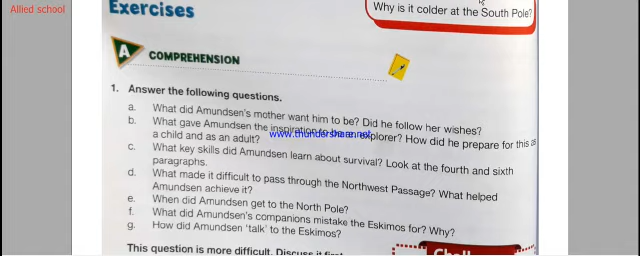 Allied school
Exercises
Why is it colder at the South Pole?
A COMPREHENSION
1. Answer the following questions.
a. What did Amundsen's mother want him to be? Did he follow her wishes?
b. What gave Amundsen the inspiration to be an explorer? How did he prepare for this as
a child and as an adult?
www.thundershare.net
c. What key skills did Amundsen learn about survival? Look at the fourth and sixth
paragraphs.
d. What made it difficult to pass through the Northwest Passage? What helped
Amundsen achieve it?
e. When did Amundsen get to the North Pole?
f. What did Amundsen's companions mistake the Eskimos for? Why?
g. How did Amundsen 'talk' to the Eskimos?
This question is more difficult. Discuss it